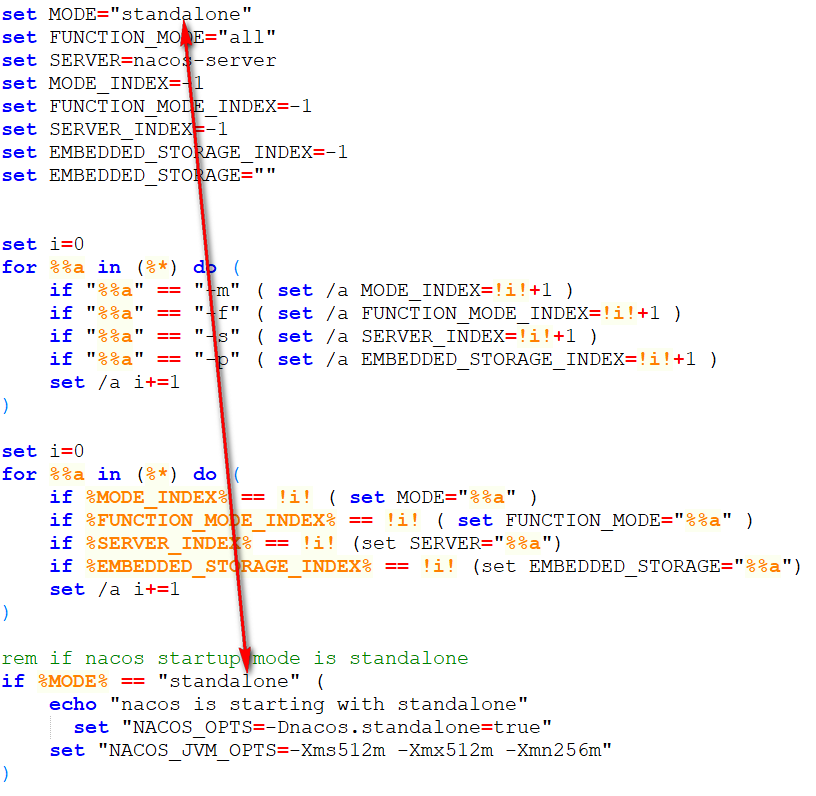 set MODE="standalone"
set FUNCTION_MODE="all"
set SERVER=nacos-server
set MODE_INDEX=-1
set FUNCTION_MODE_INDEX=-1
set SERVER_INDEX=-1
set EMBEDDED_STORAGE_INDEX=-1
set EMBEDDED_STORAGE=""
set i=0
for %%a in (%*) do (
if "%%a" == "-m" ( set /a MODE_INDEX=!i!+1 )
if "%%a" == "-f" ( set /a FUNCTION_MODE_INDEX=!i!+1 )
if "%%a" == "-s" ( set /a SERVER_INDEX=!i!+1 )
if "%%a" == "-p" ( set /a EMBEDDED_STORAGE_INDEX=!i!+1 )
set /a i+=1
)
set i=0
for %%a in (%*) do (
if %MODE_INDEX% == !i! ( set MODE="%%a" )
if %FUNCTION_MODE_INDEX% == !i! ( set FUNCTION_MODE="%%a" )
if %SERVER_INDEX% == !i! (set SERVER="%%a")
if %EMBEDDED_STORAGE_INDEX% == !i! (set EMBEDDED_STORAGE="%%a")
set /a i+=1
)
rem if nacos startup mode is standalone
if %MODE% == "standalone" (
echo "nacos is starting with standalone"
set "NACOS_OPTS=-Dnacos.standalone=true"
set "NACOS_JVM_OPTS=-Xms512m -Xmx512m -Xmn256m"
)